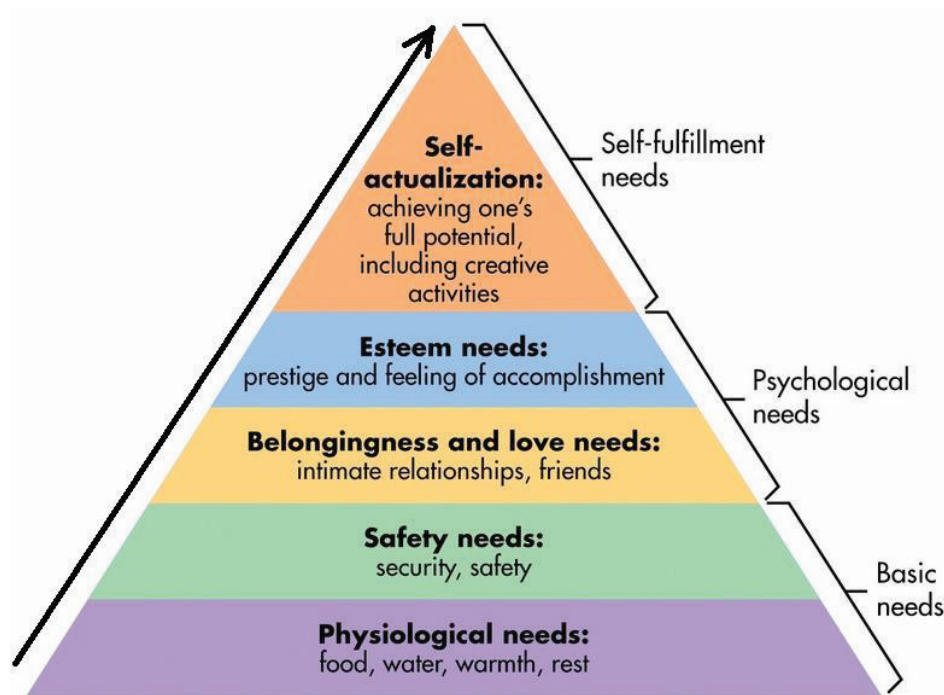 Self-
actualization:
achieving one's
full potential,
including creative
activities
Self-fulfillment
needs
Esteem needs:
prestige and feeling of accomplishment
Psychological
needs
Belongingness and love needs:
intimate relationships, friends
Safety needs:
security, safety
Basic
needs
Physiological needs:
food, water, warmth, rest